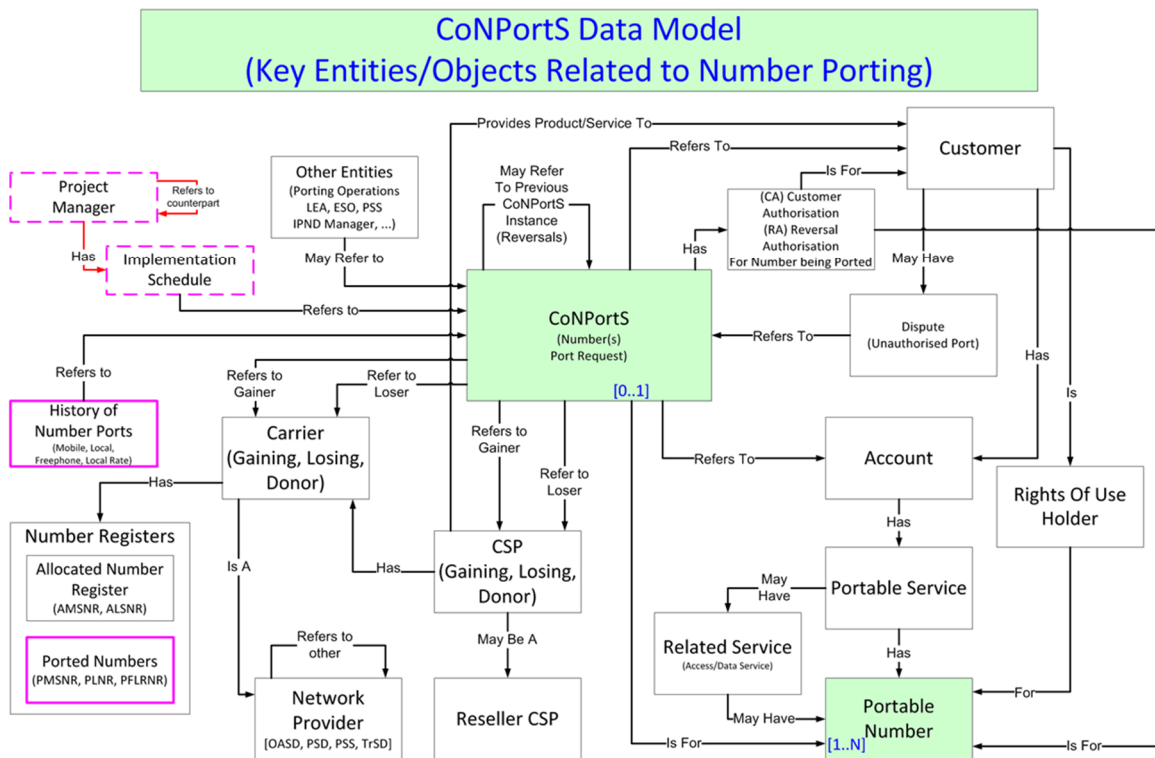 CoNPortS Data Model
(Key Entities/Objects Related to Number Porting)
Provides Product/Service To
Refers To
Customer
Is For
Other Entities
(Porting Operations
LEA, ESO, PSS
IPND Manager, ...)
May Refer
To Previous
CoNPortS
Instance
(Reversals)
Project
Manager
Refers to
counterpart
(CA) Customer
Authorisation
(RA) Reversal
Authorisation
For Number being Ported
Has
Has
Implementation
Schedule
May Refer to
May Have
Refers to
CoNPortS
(Number(s)
Port Request)
[0..1]
Refers To
Dispute
(Unauthorised Port)
Has
Is
Refers to
Refers to
Gainer
Refer to
Loser
History of
Number Ports
(Mobile, Local,
Freephone, Local Rate)
Carrier
(Gaining, Losing,
Donor)
Refers to
Gainer
Refer to
Loser
Refers To
Account
Rights Of Use
Holder
Has
Has
Number Registers
Allocated Number
Register
(AMSNR, ALSNR)
Ported Numbers
(PMSNR, PLNR, PFLRNR)
Is A
Has
CSP
(Gaining, Losing,
Donor)
May
Have
Portable Service
May Be A
Related Service
(Access/Data Service)
Has
Refers to
other
Network
Provider
[OASD, PSD, PSS, TrSD]
Reseller CSP
May Have
For
Portable
Number
[1..N]
Is For
Is For